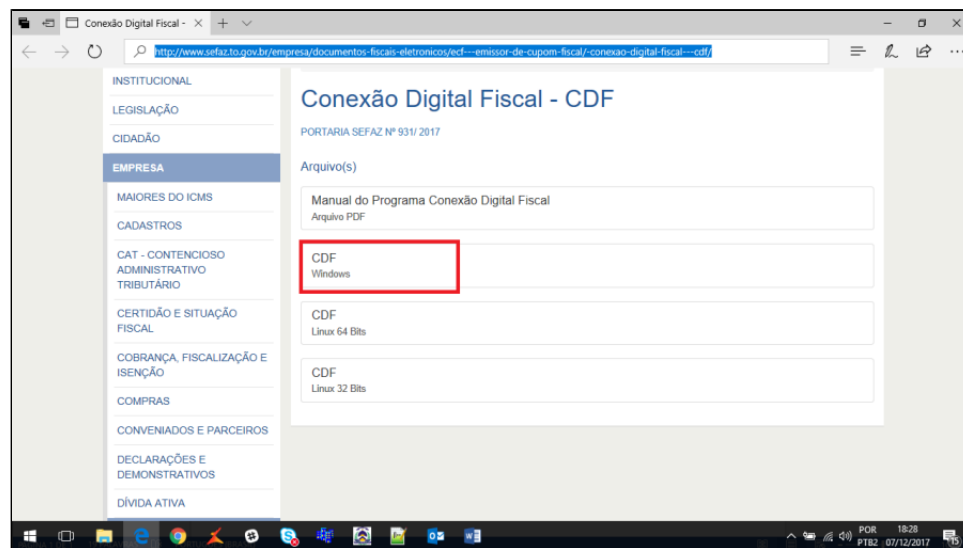 Conexão Digital Fiscal -
http://www.sefaz.to.gov.br/empresa/documentos-fiscais-eletronicos/ecf---emissor-de-cupom-fiscal/-conexao-digital-fiscal---cdf/
INSTITUCIONAL
LEGISLAÇÃO
CIDADÃO
EMPRESA
MAIORES DO ICMS
CADASTROS
CAT - CONTENCIOSO
ADMINISTRATIVO
TRIBUTÁRIO
CERTIDÃO E SITUAÇÃO
FISCAL
COBRANÇA, FISCALIZAÇÃO E
ISENÇÃO
COMPRAS
CONVENIADOS E PARCEIROS
DECLARAÇÕES E
DEMONSTRATIVOS
DÍVIDA ATIVA
Conexão Digital Fiscal - CDF
PORTARIA SEFAZ Nº 931/ 2017
Arquivo(s)
Manual do Programa Conexão Digital Fiscal
Arquivo PDF
CDF
Windows
CDF
Linux 64 Bits
CDF
Linux 32 Bits
POR
PTB2
18:28
07/12/2017
15